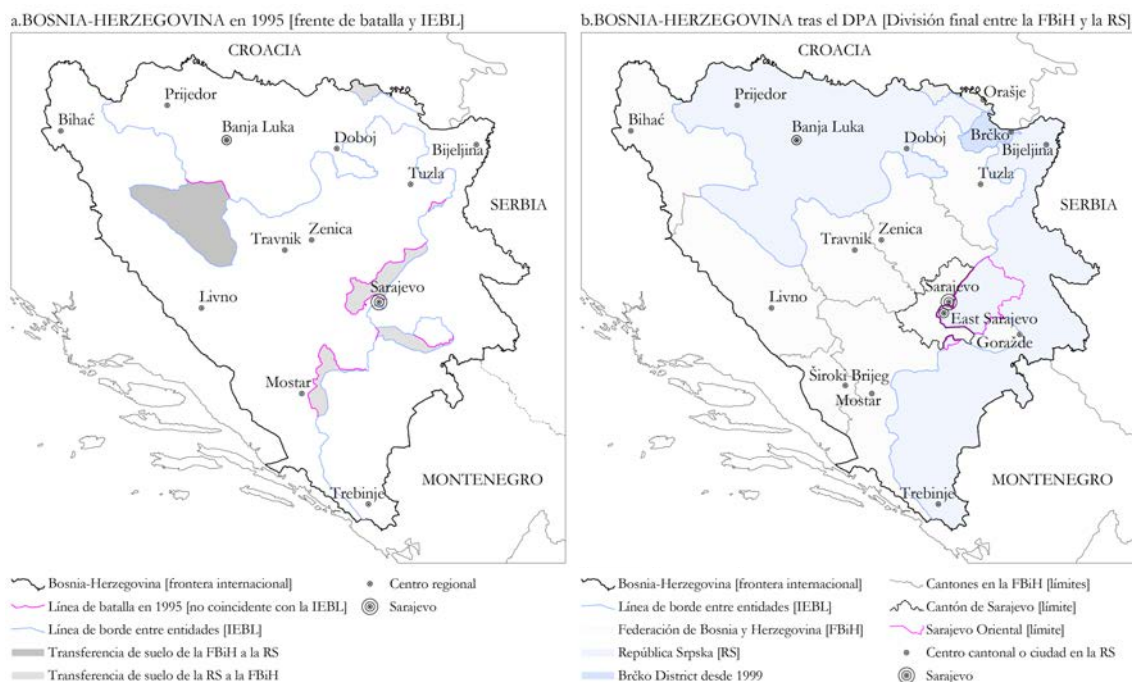 a.BOSNIA-HERZEGOVINA en 1995 [frente de batalla y IEBL]
CROACIA
Prijedor
Bihać
Banja Luka
Doboj
Bijeljina
Tuzla
SERBIA
Zenica
Travnik
Sarajevo
Livno
Mostar
MONTENEGRO
Trebinje
Bosnia-Herzegovina [frontera internacional]
Línea de batalla en 1995 [no coincidente con la IEBL]
Línea de borde entre entidades [IEBL]
Transferencia de suelo de la FBiH a la RS
Transferencia de suelo de la RS a la FBiH
Centro regional
Sarajevo
b.BOSNIA-HERZEGOVINA tras el DPA [División final entre la FBiH y la RS]
CROACIA
Orašje
Prijedor
Bihać
Banja Luka
Doboj
Brčko
Bijeljina
Tuzla
SERBIA
Zenica
Travnik
Sarajevo
Livno
East Sarajevo
Goražde
Široki Brijeg
Mostar
MONTENEGRO
Trebinje
Bosnia-Herzegovina [frontera internacional]
Línea de borde entre entidades [IEBL]
Federación de Bosnia y Herzegovina [FBiH]
República Srpska [RS]
Brčko District desde 1999
Cantones en la FBiH [límites]
Cantón de Sarajevo [límite]
Sarajevo Oriental [límite]
Centro cantonal o ciudad en la RS
Sarajevo